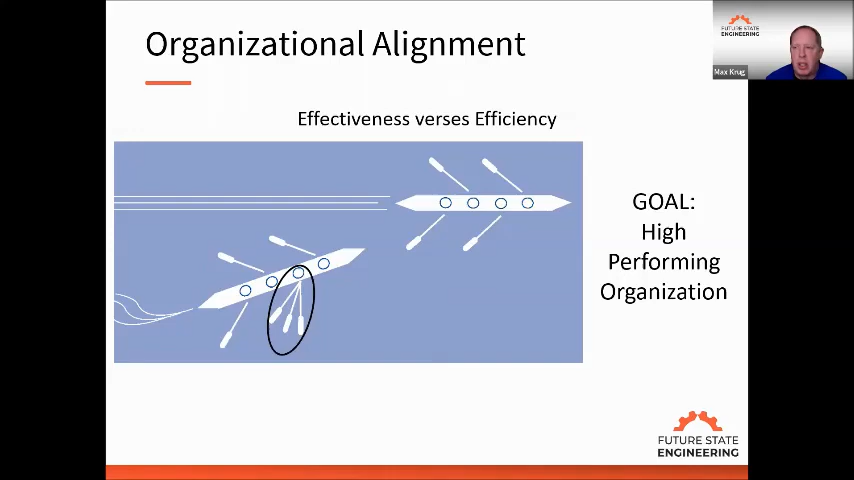 Organizational Alignment
FUTURE STATE
ENGINEERING
Max Krug
Effectiveness verses Efficiency
GOAL:
High
Performing
Organization
FUTURE STATE
ENGINEERING